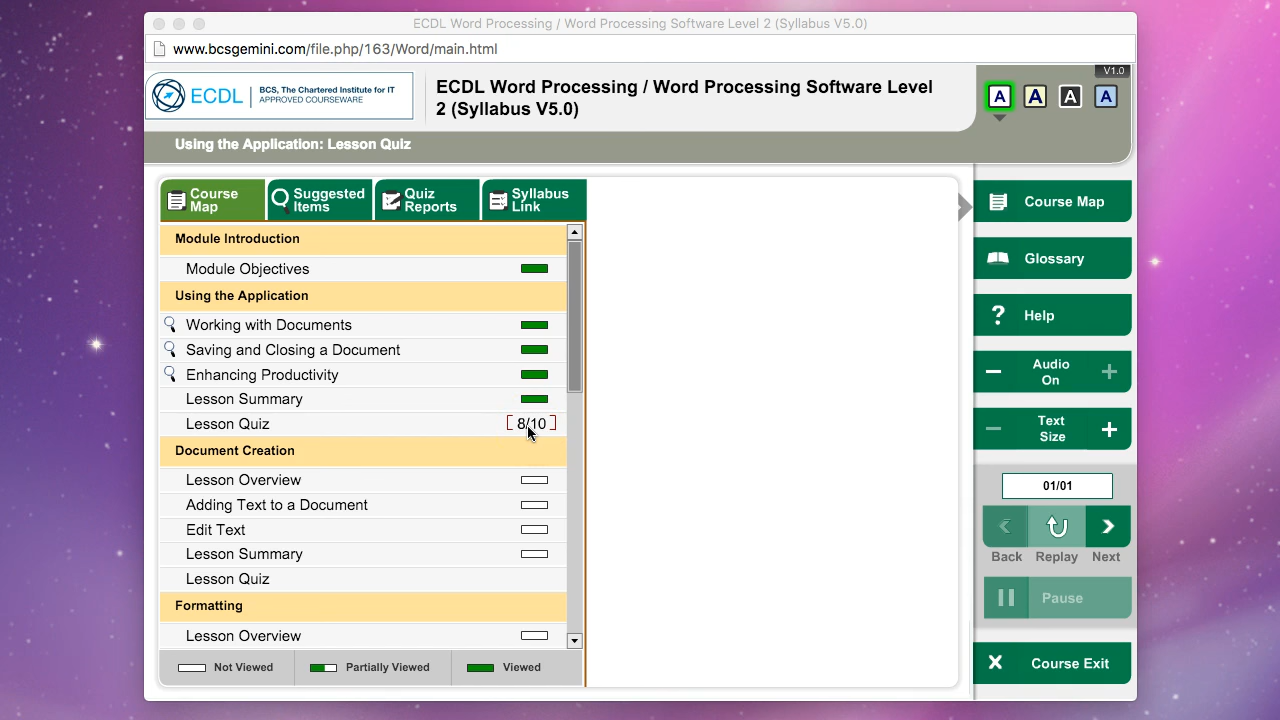 ECDL Word Processing / Word Processing Software Level 2 (Syllabus V5.0)
www.bcsgemini.com/file.php/163/Word/main.html
ECDL
BCS, The Chartered Institute for IT
APPROVED COURSEWARE
ECDL Word Processing / Word Processing Software Level
2 (Syllabus V5.0)
V1.0
A A A A
Using the Application: Lesson Quiz
Course
Map
Suggested
Items
Quiz
Reports
Syllabus
Link
Module Introduction
Module Objectives
Using the Application
Working with Documents
Saving and Closing a Document
Enhancing Productivity
Lesson Summary
Lesson Quiz [ 8/10 ]
Document Creation
Lesson Overview
Adding Text to a Document
Edit Text
Lesson Summary
Lesson Quiz
Formatting
Lesson Overview
Not Viewed
Partially Viewed
Viewed
Course Map
Glossary
? Help
Audio
On
Text
Size
01/01
Back Replay Next
Pause
X Course Exit